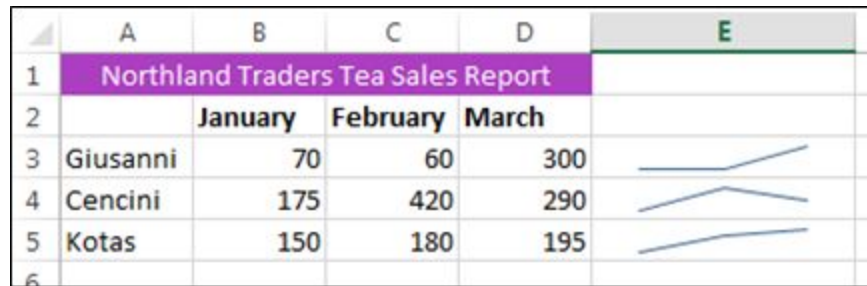 A B C D E
1 Northland Traders Tea Sales Report
2 January February March
3 Giusanni 70 60 300
4 Cencini 175 420 290
5 Kotas 150 180 195
6